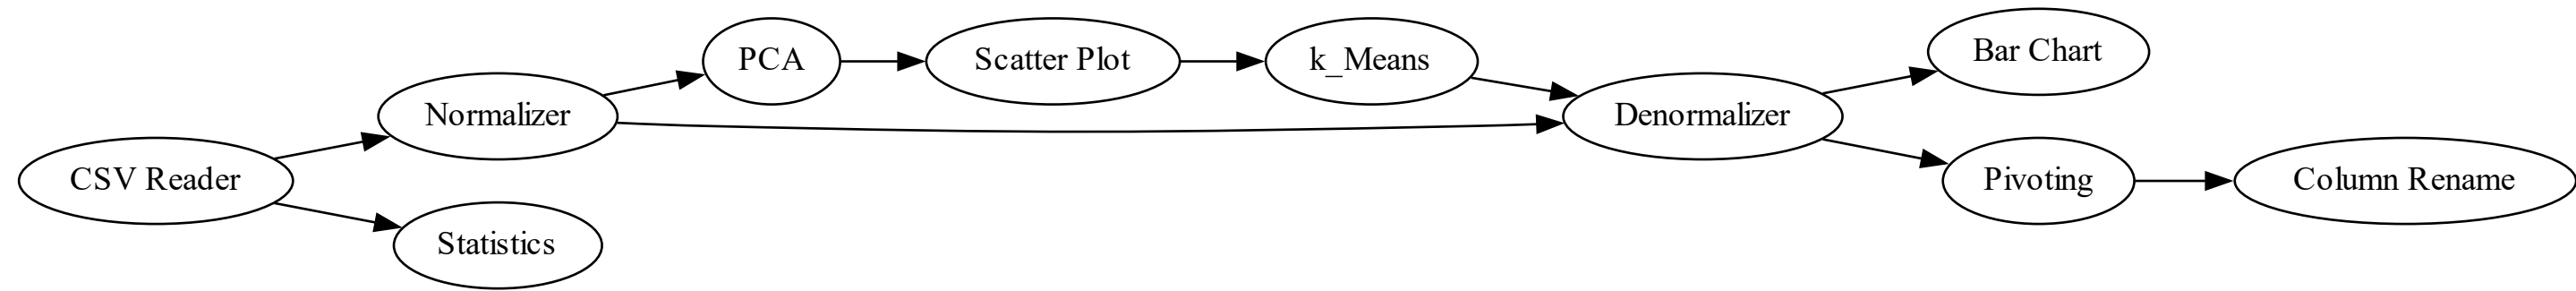 CSV Reader
Normalizer
Statistics
PCA
Scatter Plot
k_Means
Denormalizer
Bar Chart
Pivoting
Column Rename